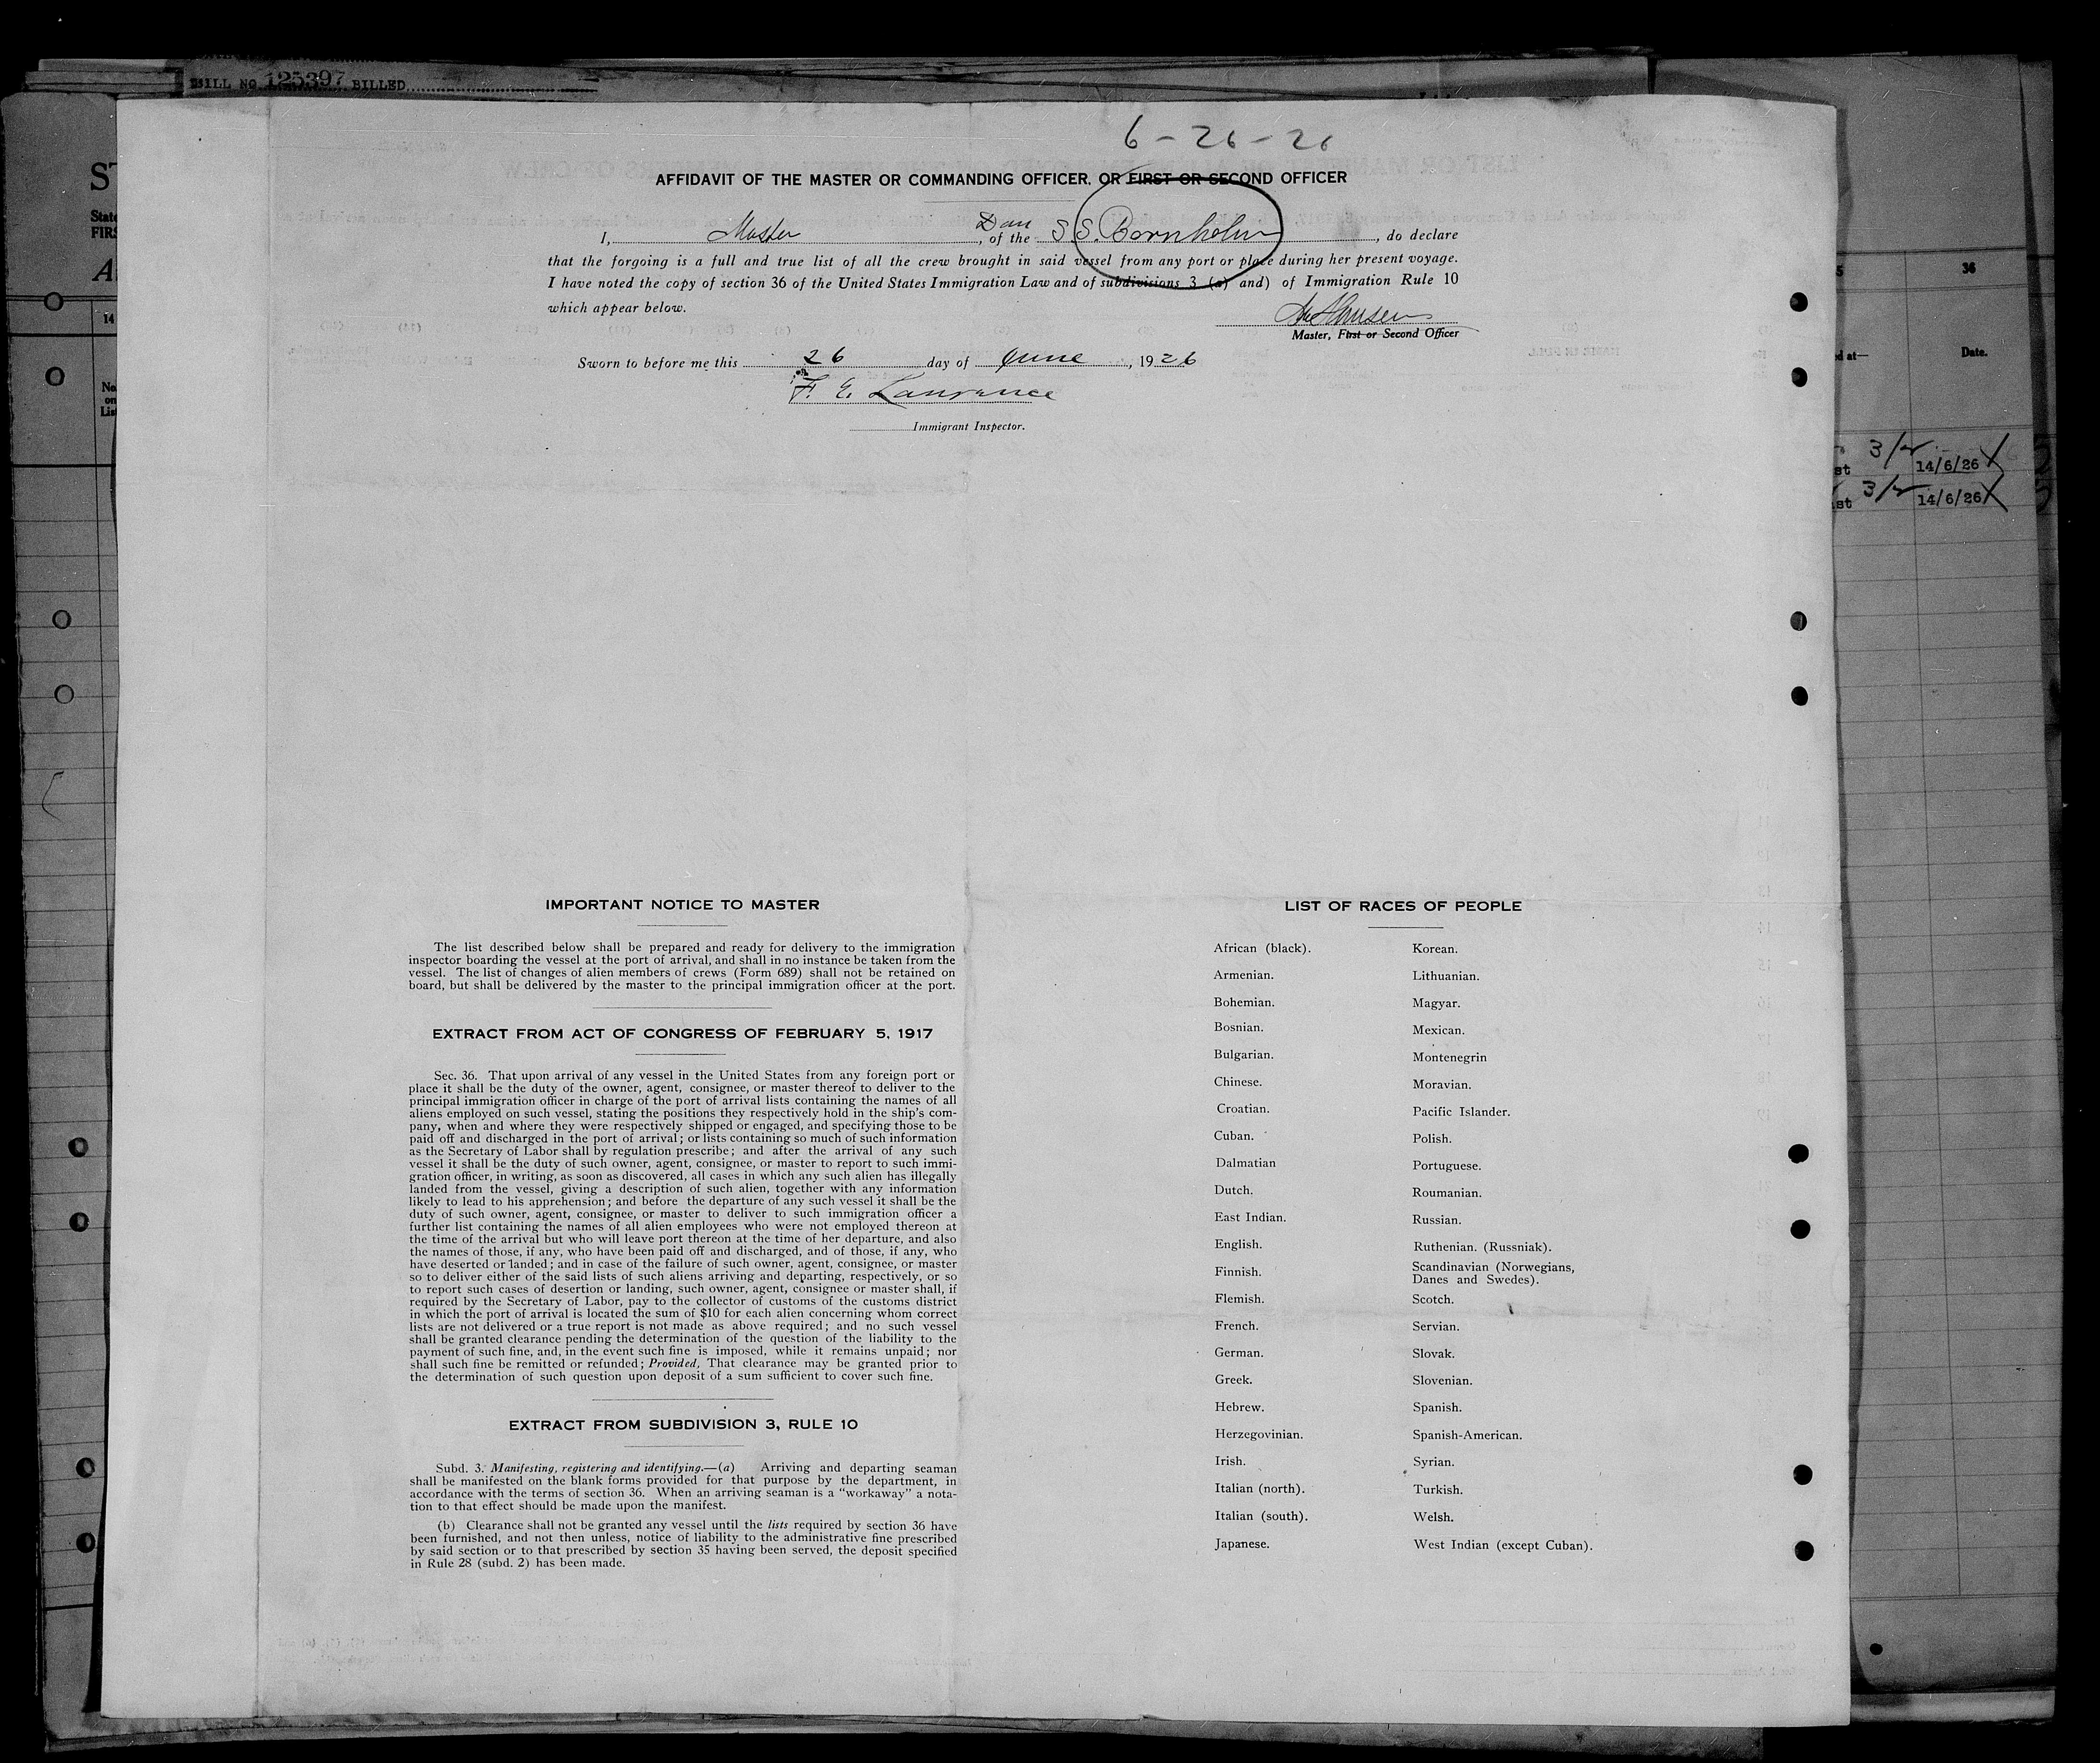 BILL NO. 125397 BILLED
6-26-26
AFFIDAVIT OF THE MASTER OR COMMANDING OFFICER, OR FIRST OR SECOND OFFICER
I, Master, of the Dan SS. Bornholm, do declare
that the forgoing is a full and true list of all the crew brought in said vessel from any port or place during her present voyage.
I have noted the copy of section 36 of the United States Immigration Law and of subdivisions 3 (a) and) of Immigration Rule 10
which appear below.
Master, First or Second Officer
Sworn to before me this 26 day of June, 1926
F. E. Laurance
Immigrant Inspector.
IMPORTANT NOTICE TO MASTER
The list described below shall be prepared and ready for delivery to the immigration
inspector boarding the vessel at the port of arrival, and shall in no instance be taken from the
vessel. The list of changes of alien members of crews (Form 689) shall not be retained on
board, but shall be delivered by the master to the principal immigration officer at the port.
EXTRACT FROM ACT OF CONGRESS OF FEBRUARY 5, 1917
Sec. 36. That upon arrival of any vessel in the United States from any foreign port or
place it shall be the duty of the owner, agent, consignee, or master thereof to deliver to the
principal immigration officer in charge of the port of arrival lists containing the names of all
aliens employed on such vessel, stating the positions they respectively hold in the ship's com-
pany, when and where they were respectively shipped or engaged, and specifying those to be
paid off and discharged in the port of arrival; or lists containing so much of such information
as the Secretary of Labor shall by regulation prescribe; and after the arrival of any such
vessel it shall be the duty of such owner, agent, consignee, or master to report to such immi-
gration officer, in writing, as soon as discovered, all cases in which any such alien has illegally
landed from the vessel, giving a description of such alien, together with any information
likely to lead to his apprehension; and before the departure of any such vessel it shall be the
duty of such owner, agent, consignee, or master to deliver to such immigration officer a
further list containing the names of all alien employees who were not employed thereon at
the time of the arrival but who will leave port thereon at the time of her departure, and also
the names of those, if any, who have been paid off and discharged, and of those, if any, who
have deserted or landed; and in case of the failure of such owner, agent, consignee, or master
so to deliver either of the said lists of such aliens arriving and departing, respectively, or so
to report such cases of desertion or landing, such owner, agent, consignee or master shall, if
required by the Secretary of Labor, pay to the collector of customs of the customs district
in which the port of arrival is located the sum of $10 for each alien concerning whom correct
lists are not delivered or a true report is not made as above required; and no such vessel
shall be granted clearance pending the determination of the question of the liability to the
payment of such fine, and, in the event such fine is imposed, while it remains unpaid; nor
shall such fine be remitted or refunded; Provided, That clearance may be granted prior to
the determination of such question upon deposit of a sum sufficient to cover such fine.
EXTRACT FROM SUBDIVISION 3, RULE 10
Subd. 3. Manifesting, registering and identifying.—(a) Arriving and departing seaman
shall be manifested on the blank forms provided for that purpose by the department, in
accordance with the terms of section 36. When an arriving seaman is a "workaway" a nota-
tion to that effect should be made upon the manifest.
(b) Clearance shall not be granted any vessel until the lists required by section 36 have
been furnished, and not then unless, notice of liability to the administrative fine prescribed
by said section or to that prescribed by section 35 having been served, the deposit specified
in Rule 28 (subd. 2) has been made.
LIST OF RACES OF PEOPLE
African (black).
Armenian.
Bohemian.
Bosnian.
Bulgarian.
Chinese.
Croatian.
Cuban.
Dalmatian
Dutch.
East Indian.
English.
Finnish.
Flemish.
French.
German.
Greek.
Hebrew.
Herzegovinian.
Irish.
Italian (north).
Italian (south).
Japanese.
Korean.
Lithuanian.
Magyar.
Mexican.
Montenegrin
Moravian.
Pacific Islander.
Polish.
Portuguese.
Roumanian.
Russian.
Ruthenian. (Russniak).
Scandinavian (Norwegians,
Danes and Swedes).
Scotch.
Servian.
Slovak.
Slovenian.
Spanish.
Spanish-American.
Syrian.
Turkish.
Welsh.
West Indian (except Cuban).
36
Date.
14/6/26
14/6/26